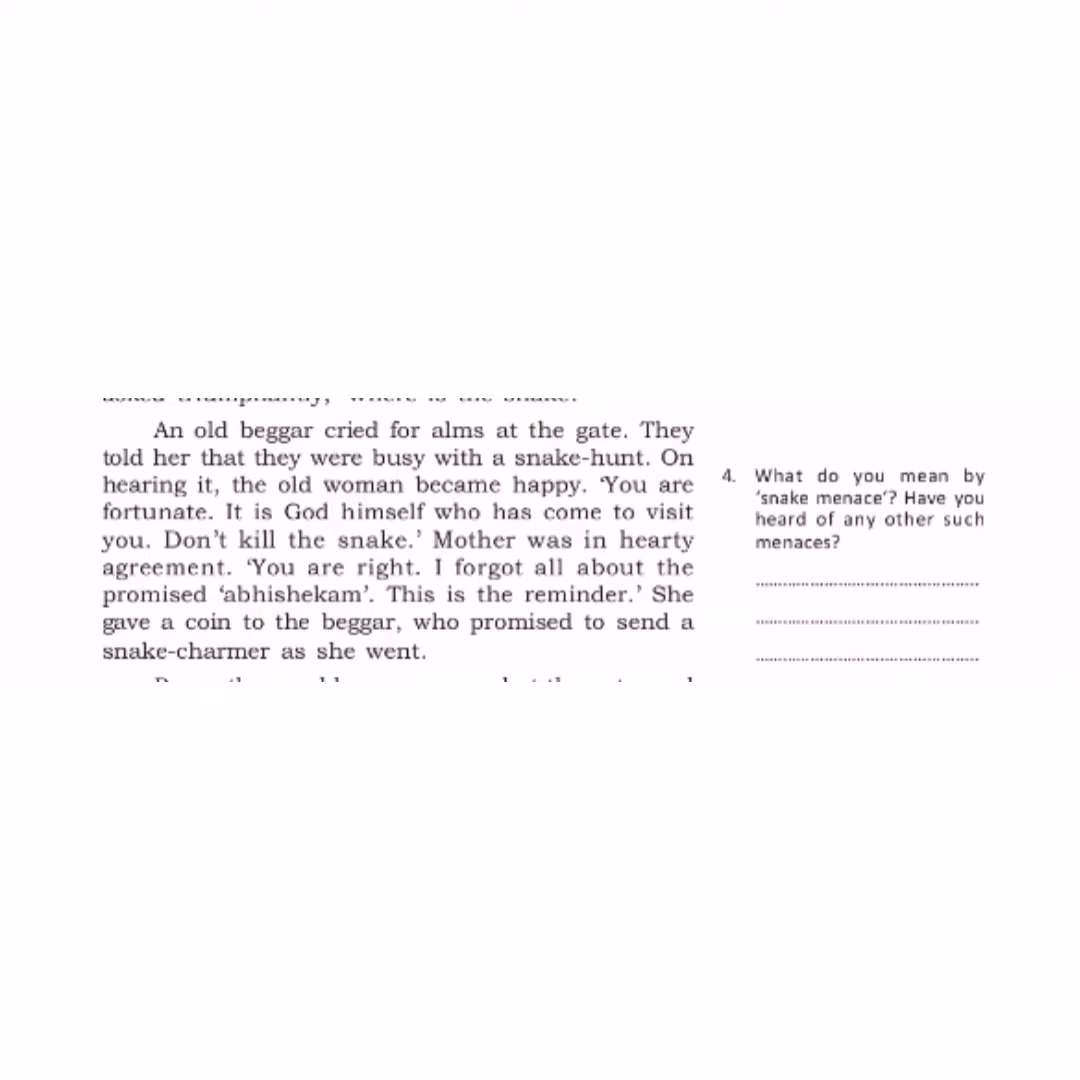 An old beggar cried for alms at the gate. They
told her that they were busy with a snake-hunt. On
hearing it, the old woman became happy. ‘You are
fortunate. It is God himself who has come to visit
you. Don’t kill the snake.’ Mother was in hearty
agreement. ‘You are right. I forgot all about the
promised ‘abhishekam’. This is the reminder.’ She
gave a coin to the beggar, who promised to send a
snake-charmer as she went.
4. What do you mean by
‘snake menace’? Have you
heard of any other such
menaces?